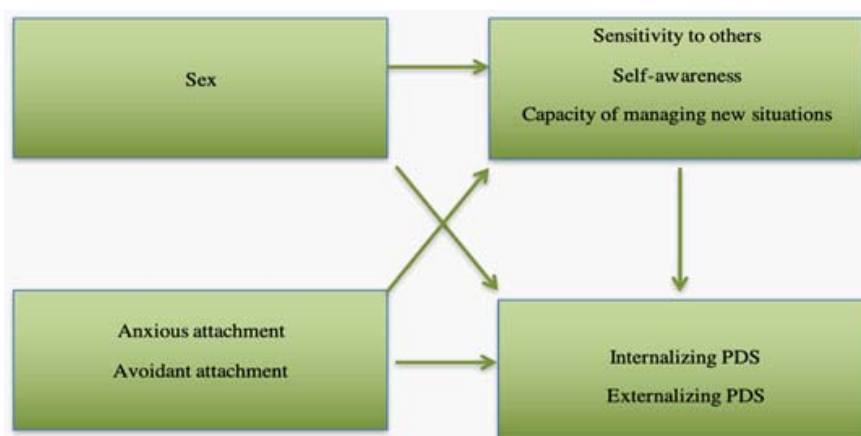 Sex
Sensitivity to others
Self-awareness
Capacity of managing new situations
Anxious attachment
Avoidant attachment
Internalizing PDS
Externalizing PDS